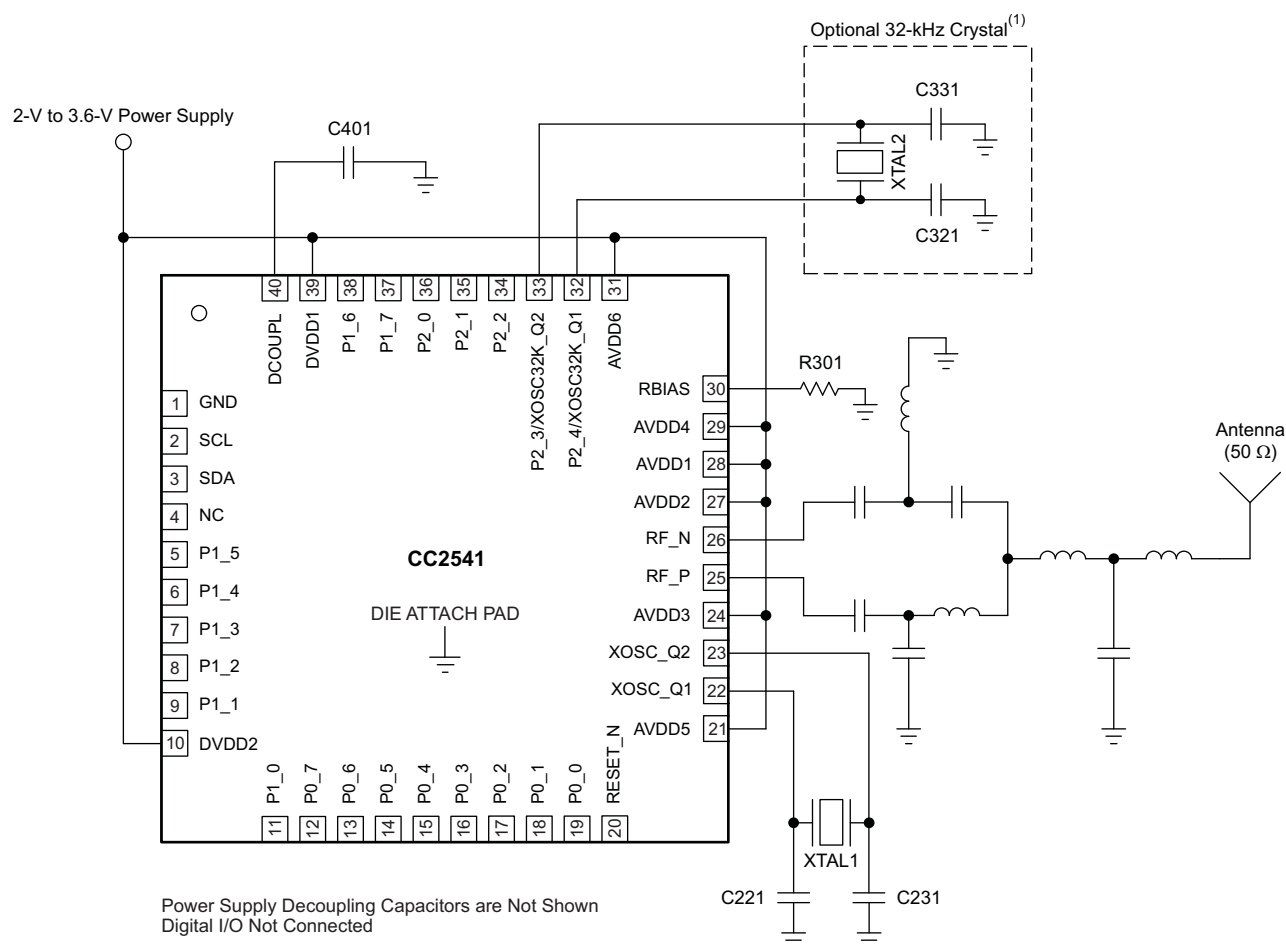 Optional 32-kHz Crystal(1)
C331
2-V to 3.6-V Power Supply
C401
XTAL2
C321
40
39
38
37
36
35
34
33
32
31
DCOUPL
DVDD1
P1_6
P1_7
P2_0
P2_1
P2_2
P2_3/XOSC32K_Q2
P2_4/XOSC32K_Q1
AVDD6
R301
RBIAS 30
1 GND
AVDD4 29
2 SCL
AVDD1 28
3 SDA
AVDD2 27
4 NC
RF_N 26
5 P1_5
RF_P 25
6 P1_4
AVDD3 24
7 P1_3
XOSC_Q2 23
8 P1_2
XOSC_Q1 22
9 P1_1
AVDD5 21
10 DVDD2
Antenna
(50 Ω)
CC2541
DIE ATTACH PAD
P1_0
P0_7
P0_6
P0_5
P0_4
P0_3
P0_2
P0_1
P0_0
RESET_N
11
12
13
14
15
16
17
18
19
20
XTAL1
C221
C231
Power Supply Decoupling Capacitors are Not Shown
Digital I/O Not Connected